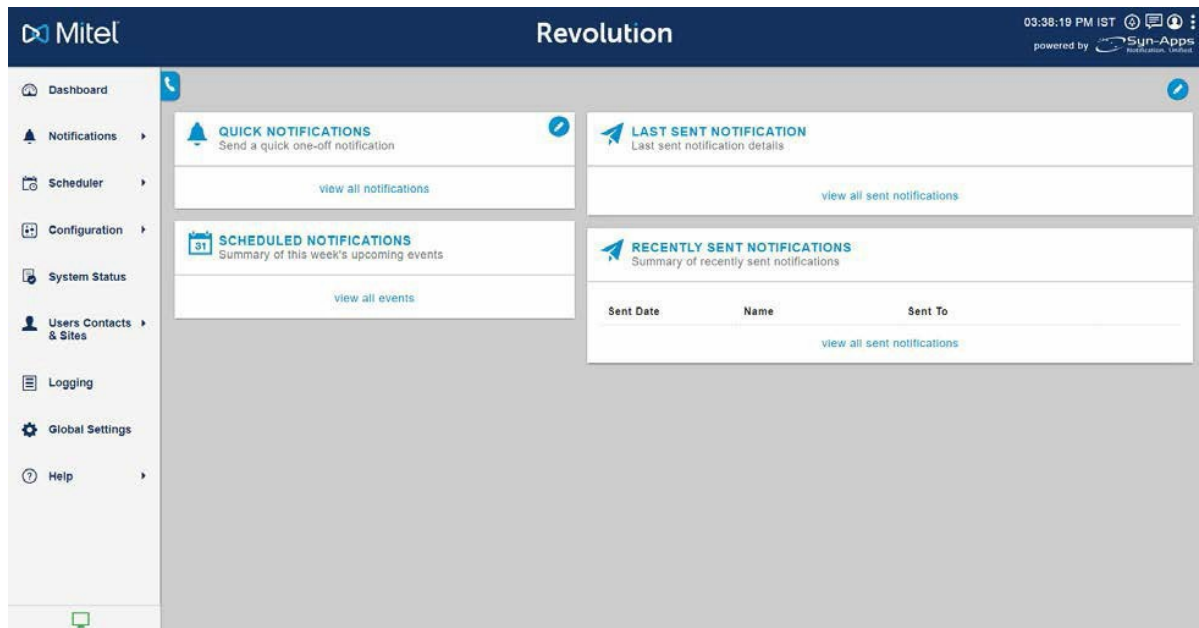 Mitel
Revolution
03:38:19 PM IST
powered by Syn-Apps
Notification, Unified.
Dashboard
Notifications
Scheduler
Configuration
System Status
Users Contacts
& Sites
Logging
Global Settings
Help
QUICK NOTIFICATIONS
Send a quick one-off notification
view all notifications
31
SCHEDULED NOTIFICATIONS
Summary of this week's upcoming events
view all events
LAST SENT NOTIFICATION
Last sent notification details
view all sent notifications
RECENTLY SENT NOTIFICATIONS
Summary of recently sent notifications
Sent Date Name Sent To
view all sent notifications